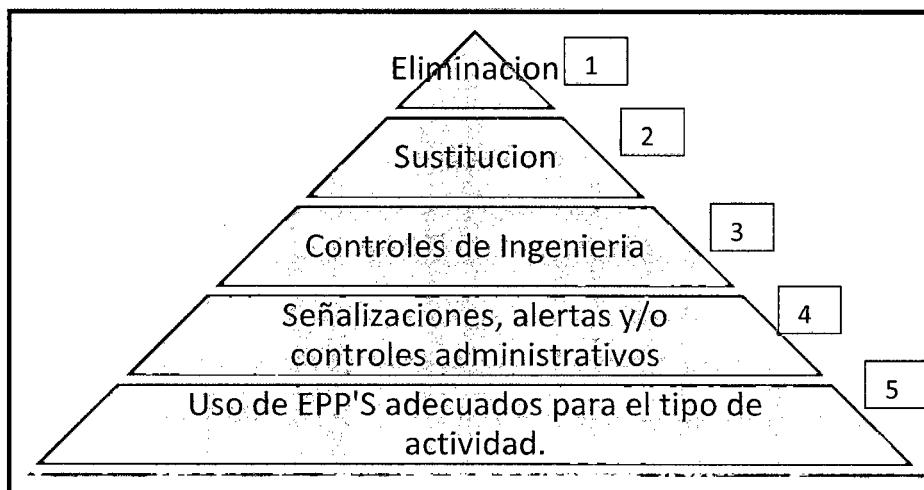 Eliminacion 1
2
Sustitucion
3
Controles de Ingenieria
Señalizaciones, alertas y/o 4
controles administrativos
5
Uso de EPP'S adecuados para el tipo de
actividad.